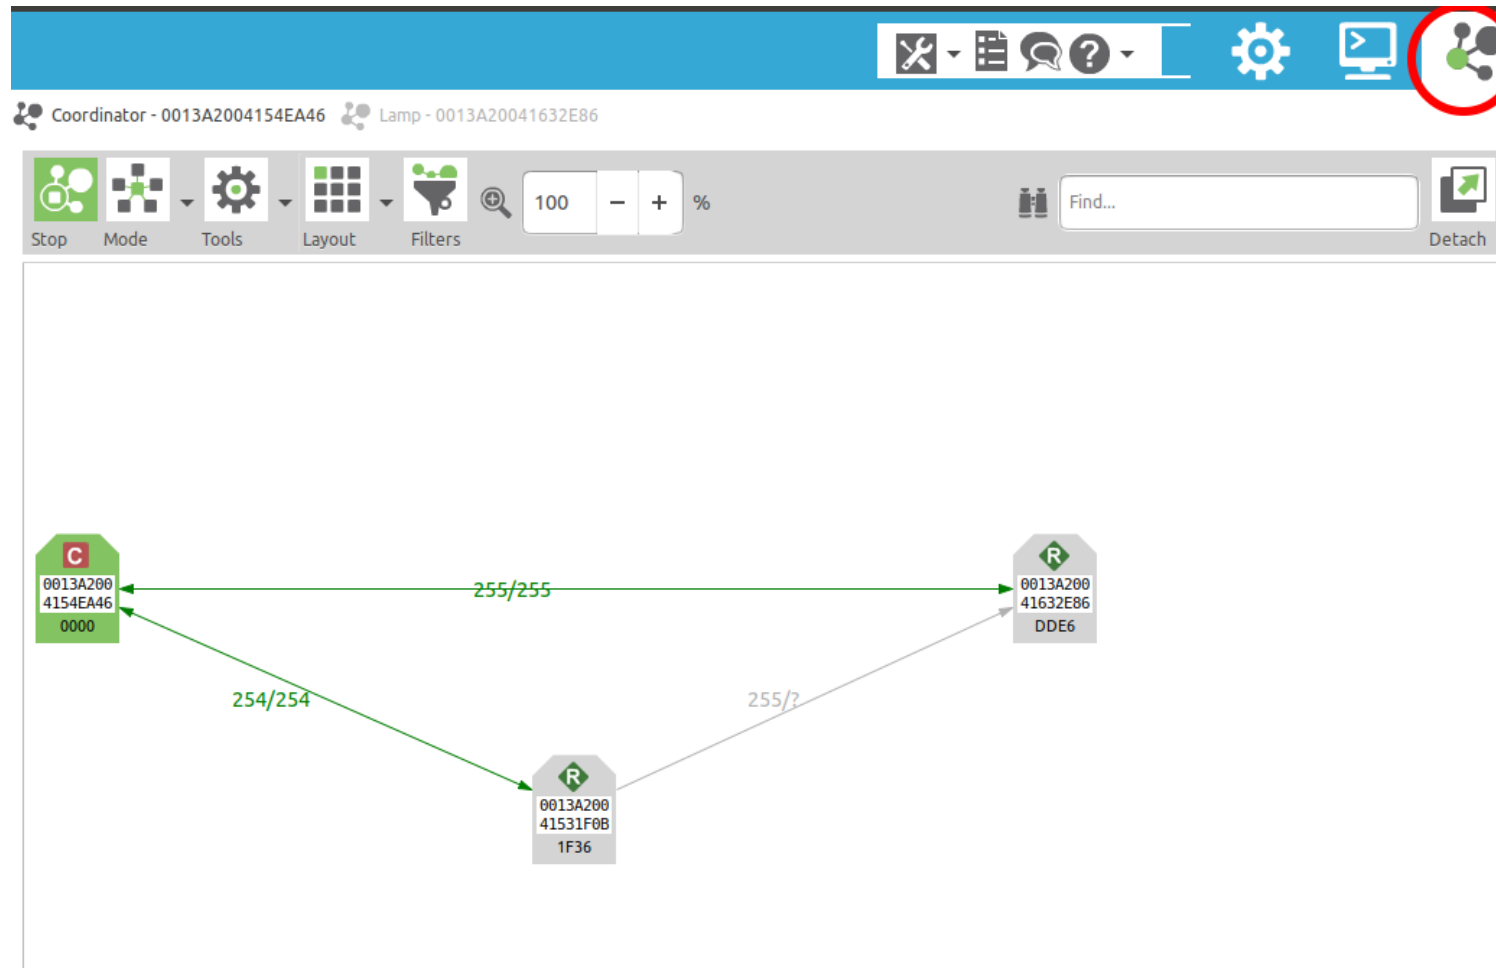 Coordinator - 0013A2004154EA46 Lamp - 0013A20041632E86
100 - + % Find...
Stop Mode Tools Layout Filters Detach
C
0013A200
4154EA46
0000
255/255
R
0013A200
41632E86
DDE6
254/254
255/?
R
0013A200
41531F0B
1F36